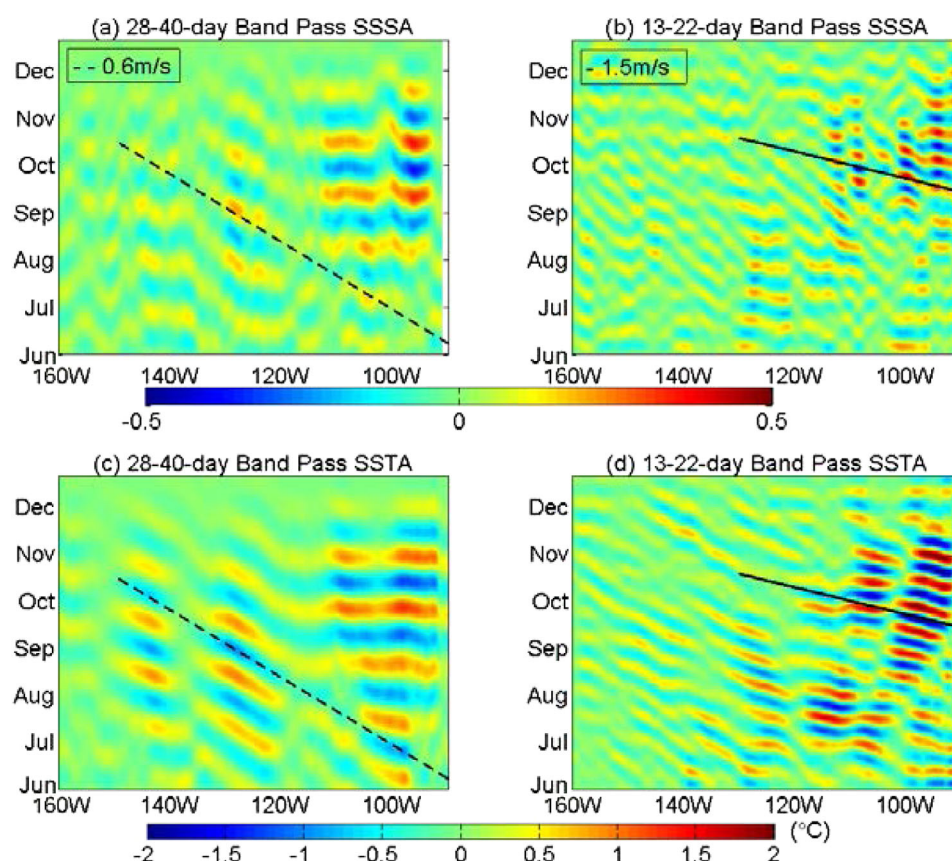 (a) 28-40-day Band Pass SSSA
(b) 13-22-day Band Pass SSSA
0.6m/s
1.5m/s
Dec
Nov
Oct
Sep
Aug
Jul
Jun
160W 140W 120W 100W
Dec
Nov
Oct
Sep
Aug
Jul
Jun
160W 140W 120W 100W
-0.5 0 0.5
(c) 28-40-day Band Pass SSTA
(d) 13-22-day Band Pass SSTA
Dec
Nov
Oct
Sep
Aug
Jul
Jun
160W 140W 120W 100W
Dec
Nov
Oct
Sep
Aug
Jul
Jun
160W 140W 120W 100W
(°C)
-2 -1.5 -1 -0.5 0 0.5 1 1.5 2